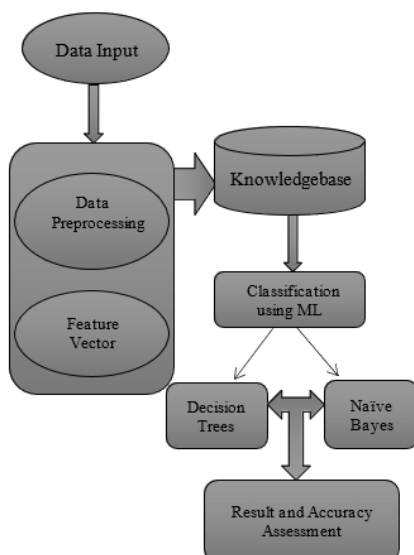 Data Input
Data
Preprocessing
Feature
Vector
Knowledgebase
Classification
using ML
Decision
Trees
Naïve
Bayes
Result and Accuracy
Assessment